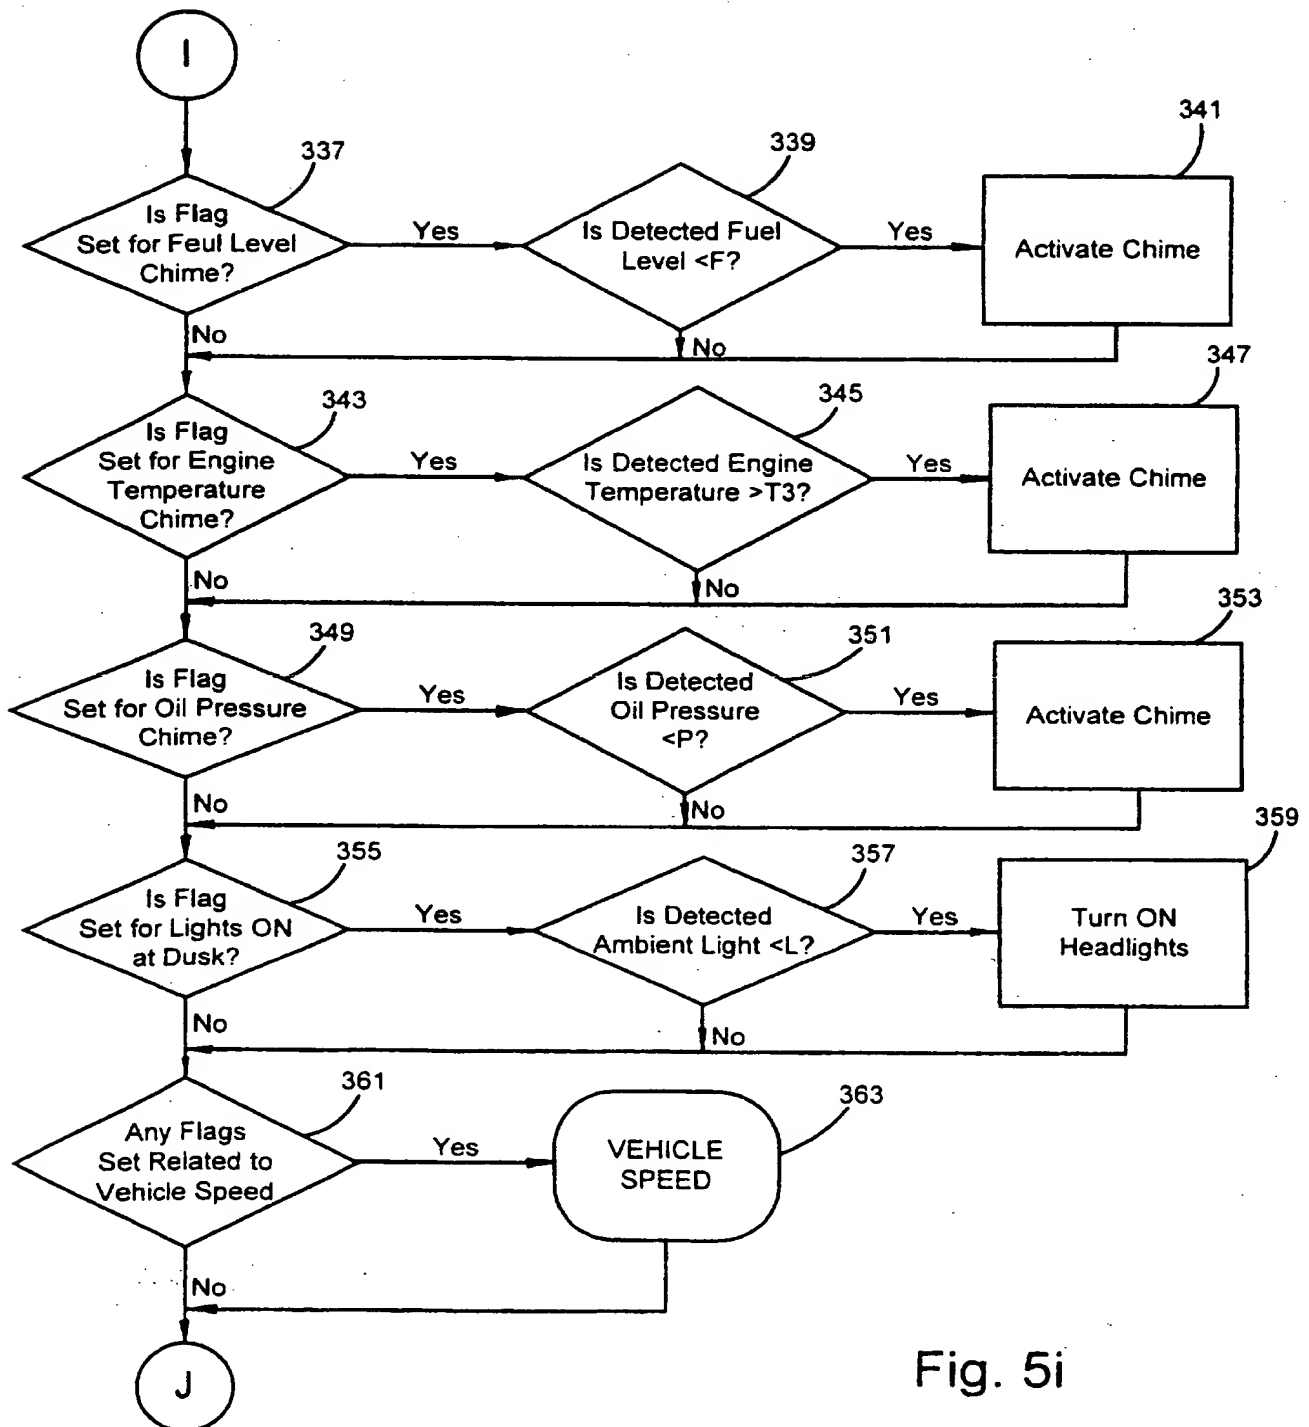 I
337
339
341
Is Flag
Set for Feul Level
Chime?
Yes
Is Detected Fuel
Level <F?
Yes
Activate Chime
No
No
343
345
347
Is Flag
Set for Engine
Temperature
Chime?
Yes
Is Detected Engine
Temperature >T3?
Yes
Activate Chime
No
No
349
351
353
Is Flag
Set for Oil Pressure
Chime?
Yes
Is Detected
Oil Pressure
<P?
Yes
Activate Chime
No
No
355
357
359
Is Flag
Set for Lights ON
at Dusk?
Yes
Is Detected
Ambient Light <L?
Yes
Turn ON
Headlights
No
No
361
363
Any Flags
Set Related to
Vehicle Speed
Yes
VEHICLE
SPEED
No
J
Fig. 5i